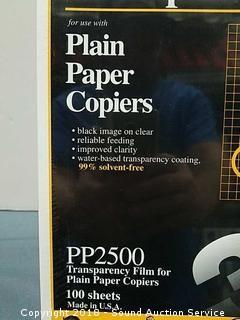 for use with
Plain
Paper
Copiers
• black image on clear
• reliable feeding
• improved clarity
• water-based transparency coating,
99% solvent-free
PP2500
Transparency Film for
Plain Paper Copiers
100 sheets
Made in U.S.A.
Copyright 2018 - Sound Auction Service